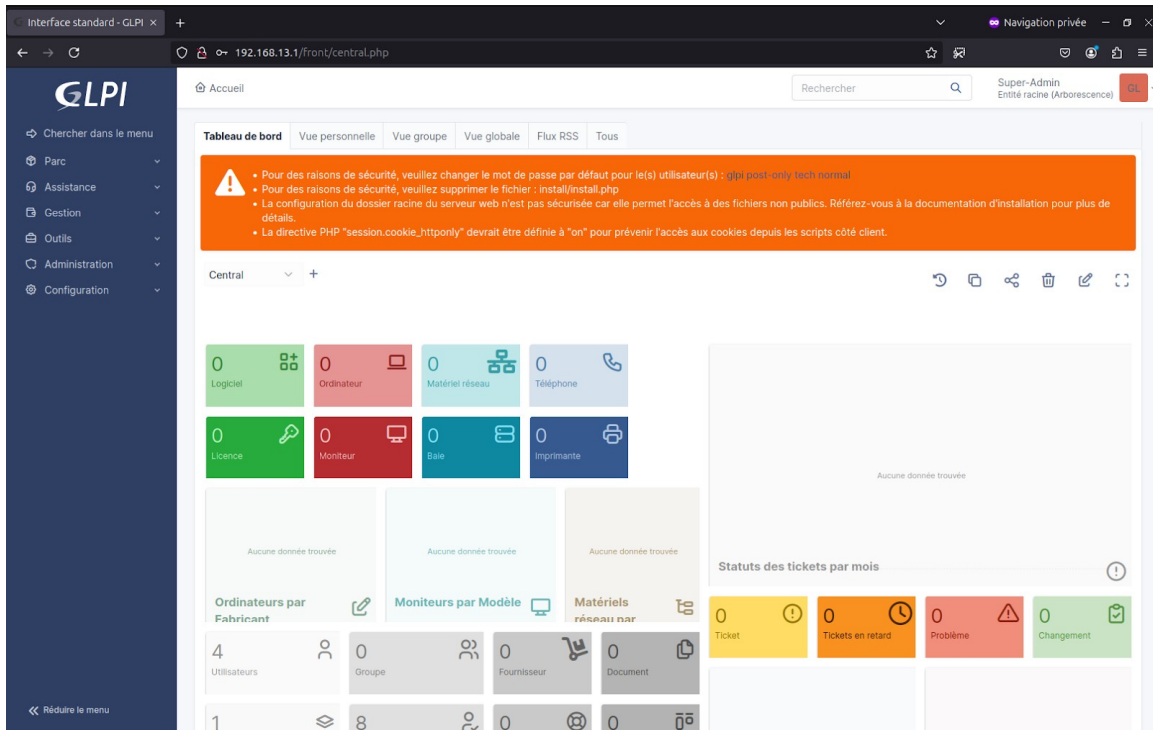 Interface standard - GLPI
Navigation privée
192.168.13.1/front/central.php
GLPI
Accueil
Rechercher
Super-Admin
Entité racine (Arborescence)
GL
Chercher dans le menu
Parc
Assistance
Gestion
Outils
Administration
Configuration
Réduire le menu
Tableau de bord Vue personnelle Vue groupe Vue globale Flux RSS Tous
• Pour des raisons de sécurité, veuillez changer le mot de passe par défaut pour le(s) utilisateur(s) : glpi post-only tech normal
• Pour des raisons de sécurité, veuillez supprimer le fichier : install/install.php
• La configuration du dossier racine du serveur web n'est pas sécurisée car elle permet l'accès à des fichiers non publics. Référez-vous à la documentation d'installation pour plus de
détails.
• La directive PHP "session.cookie_httponly" devrait être définie à "on" pour prévenir l'accès aux cookies depuis les scripts côté client.
Central
0
Logiciel
0
Ordinateur
0
Matériel réseau
0
Téléphone
0
Licence
0
Moniteur
0
Baie
0
Imprimante
Aucune donnée trouvée
Ordinateurs par
Fabricant
Aucune donnée trouvée
Moniteurs par Modèle
Aucune donnée trouvée
Matériels
réseau par
4
Utilisateurs
0
Groupe
0
Fournisseur
0
Document
1
8
0
0
Aucune donnée trouvée
Statuts des tickets par mois
0
Ticket
0
Tickets en retard
0
Problème
0
Changement